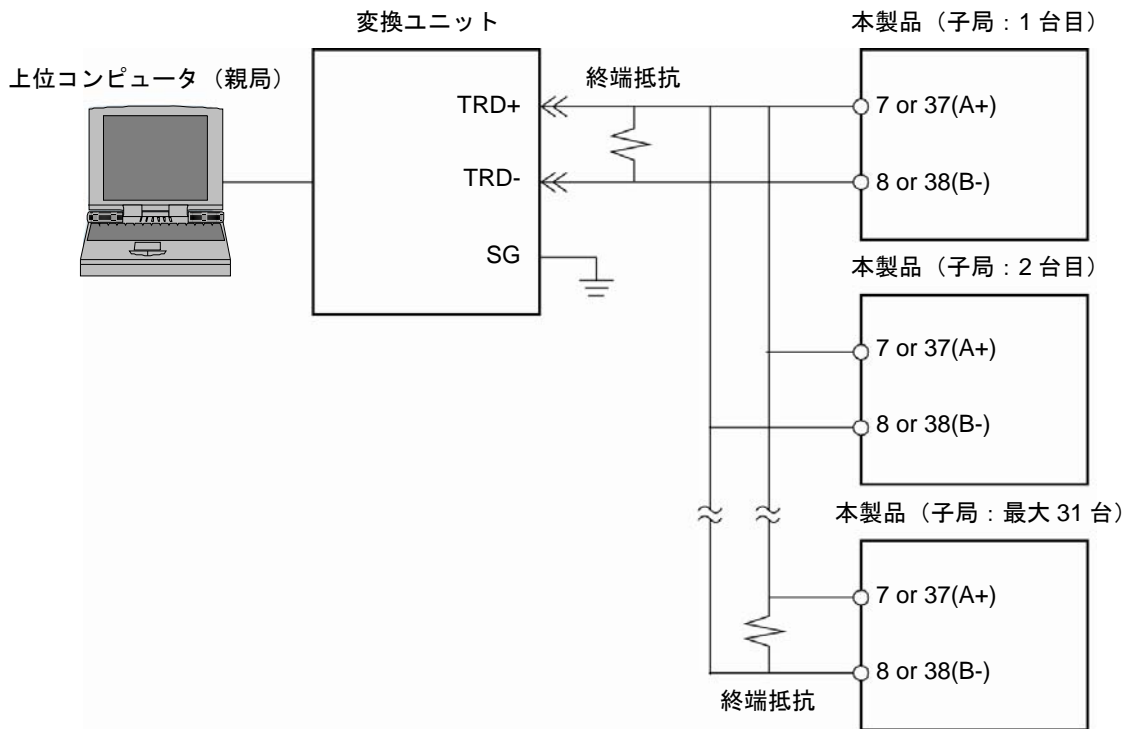 変換ユニット
本製品（子局：1 台目）
上位コンピュータ（親局）
終端抵抗
TRD+
7 or 37(A+)
TRD-
8 or 38(B-)
SG
本製品（子局：2 台目）
7 or 37(A+)
8 or 38(B-)
本製品（子局：最大 31 台）
7 or 37(A+)
8 or 38(B-)
終端抵抗